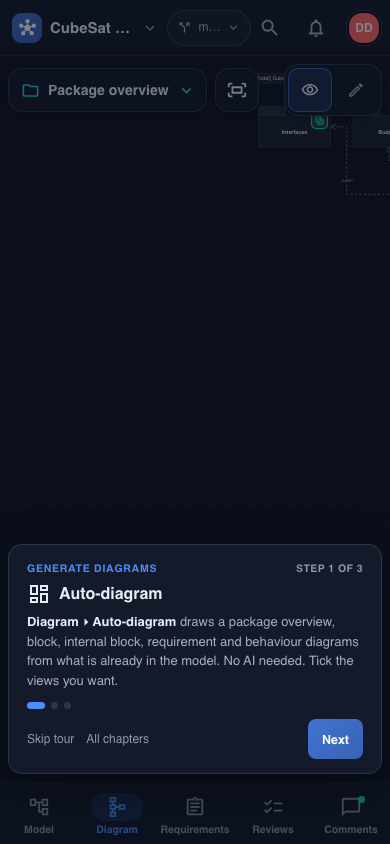 CubeSat ...
m...
DD
Package overview
Interfaces
GENERATE DIAGRAMS
STEP 1 OF 3
Auto-diagram
Diagram ▸ Auto-diagram draws a package overview,
block, internal block, requirement and behaviour diagrams
from what is already in the model. No AI needed. Tick the
views you want.
Skip tour
All chapters
Next
Model
Diagram
Requirements
Reviews
Comments